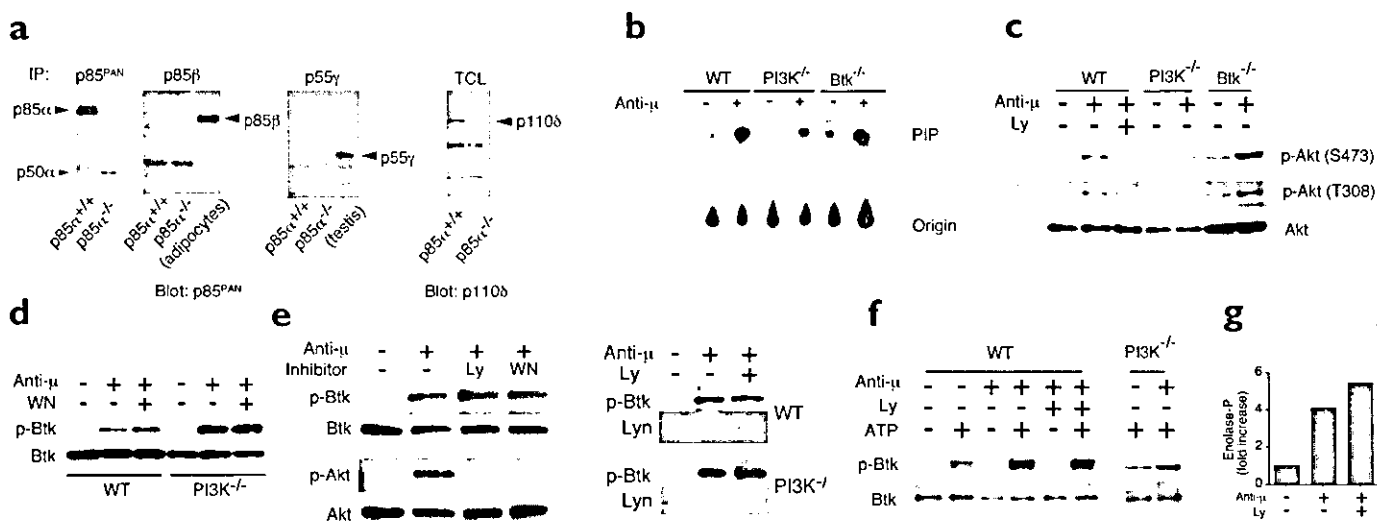 a
IP: p85PAN p85β p55γ TCL
p85α p85β p110δ
p50α p55γ
p85α+/+ p85α-/- p85α+/+ p85α-/- (adipocytes) p85α+/+ p85α-/- (testis) p85α+/+ p85α-/-
Blot: p85PAN Blot: p110δ
b
WT PI3K-/- Btk-/-
Anti-μ - + - + - +
PIP
Origin
c
WT PI3K-/- Btk-/-
Anti-μ - + + - + - +
Ly +
p-Akt (S473)
p-Akt (T308)
Akt
d
Anti-μ - + + - + +
WN + +
p-Btk
Btk
WT PI3K-/-
e
Anti-μ - + + +
Inhibitor - - Ly WN
p-Btk
Btk
p-Akt
Akt
Anti-μ - + +
Ly - - +
p-Btk
Lyn
WT
p-Btk
Lyn
PI3K-/
f
WT PI3K-/-
Anti-μ - - + + + + - +
Ly - - - - + +
ATP - + - + - + + +
p-Btk
Btk
g
Enolase-P
(fold increase)
6
4
2
0
Anti-μ - + +
Ly - - +